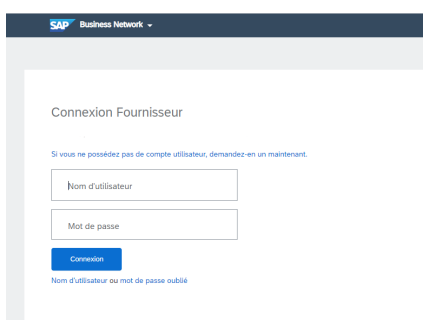 SAP Business Network
Connexion Fournisseur
Si vous ne possédez pas de compte utilisateur, demandez-en un maintenant.
Nom d'utilisateur
Mot de passe
Connexion
Nom d'utilisateur ou mot de passe oublié